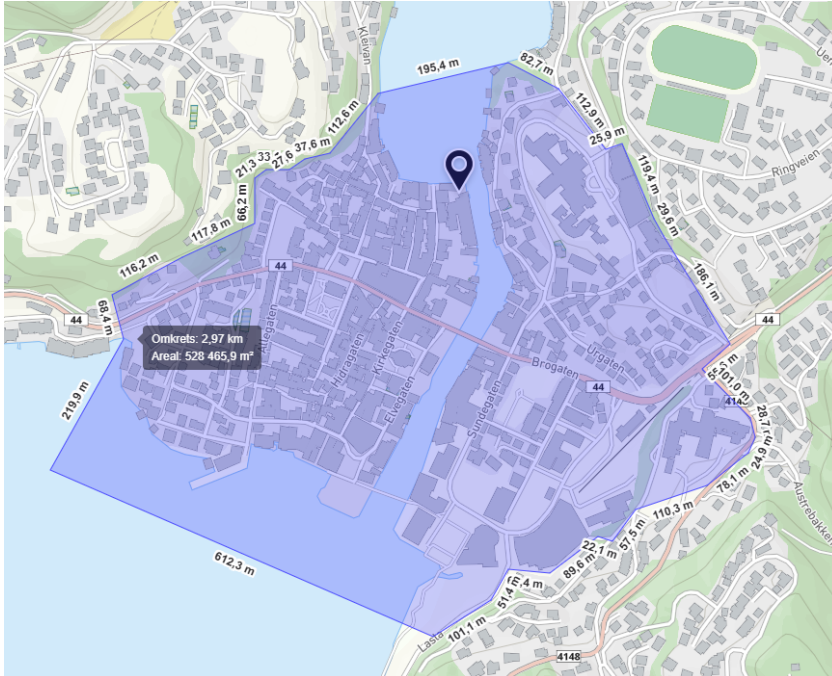 Kleivan
195,4 m
82,7 m
112,9 m
25,9 m
112,6 m
37,6 m
27,6
21,3
66,2 m
119,4 m
29,6 m
186,1 m
Ringveien
117,8 m
116,2 m
68,4 m
44
44
44
44
Omkrets: 2,97 km
Areal: 528 465,9 m²
219,9 m
Allegaten
Hidragaten
Kirkegaten
Elvegaten
Sundegaten
Brogaten
Urgaten
101,0 m
28,7 m
24,9 m
78,1 m
110,3 m
57,5 m
22,1 m
89,6 m
51,4 m
101,1 m
612,3 m
Austrebakken
Lasta
4148